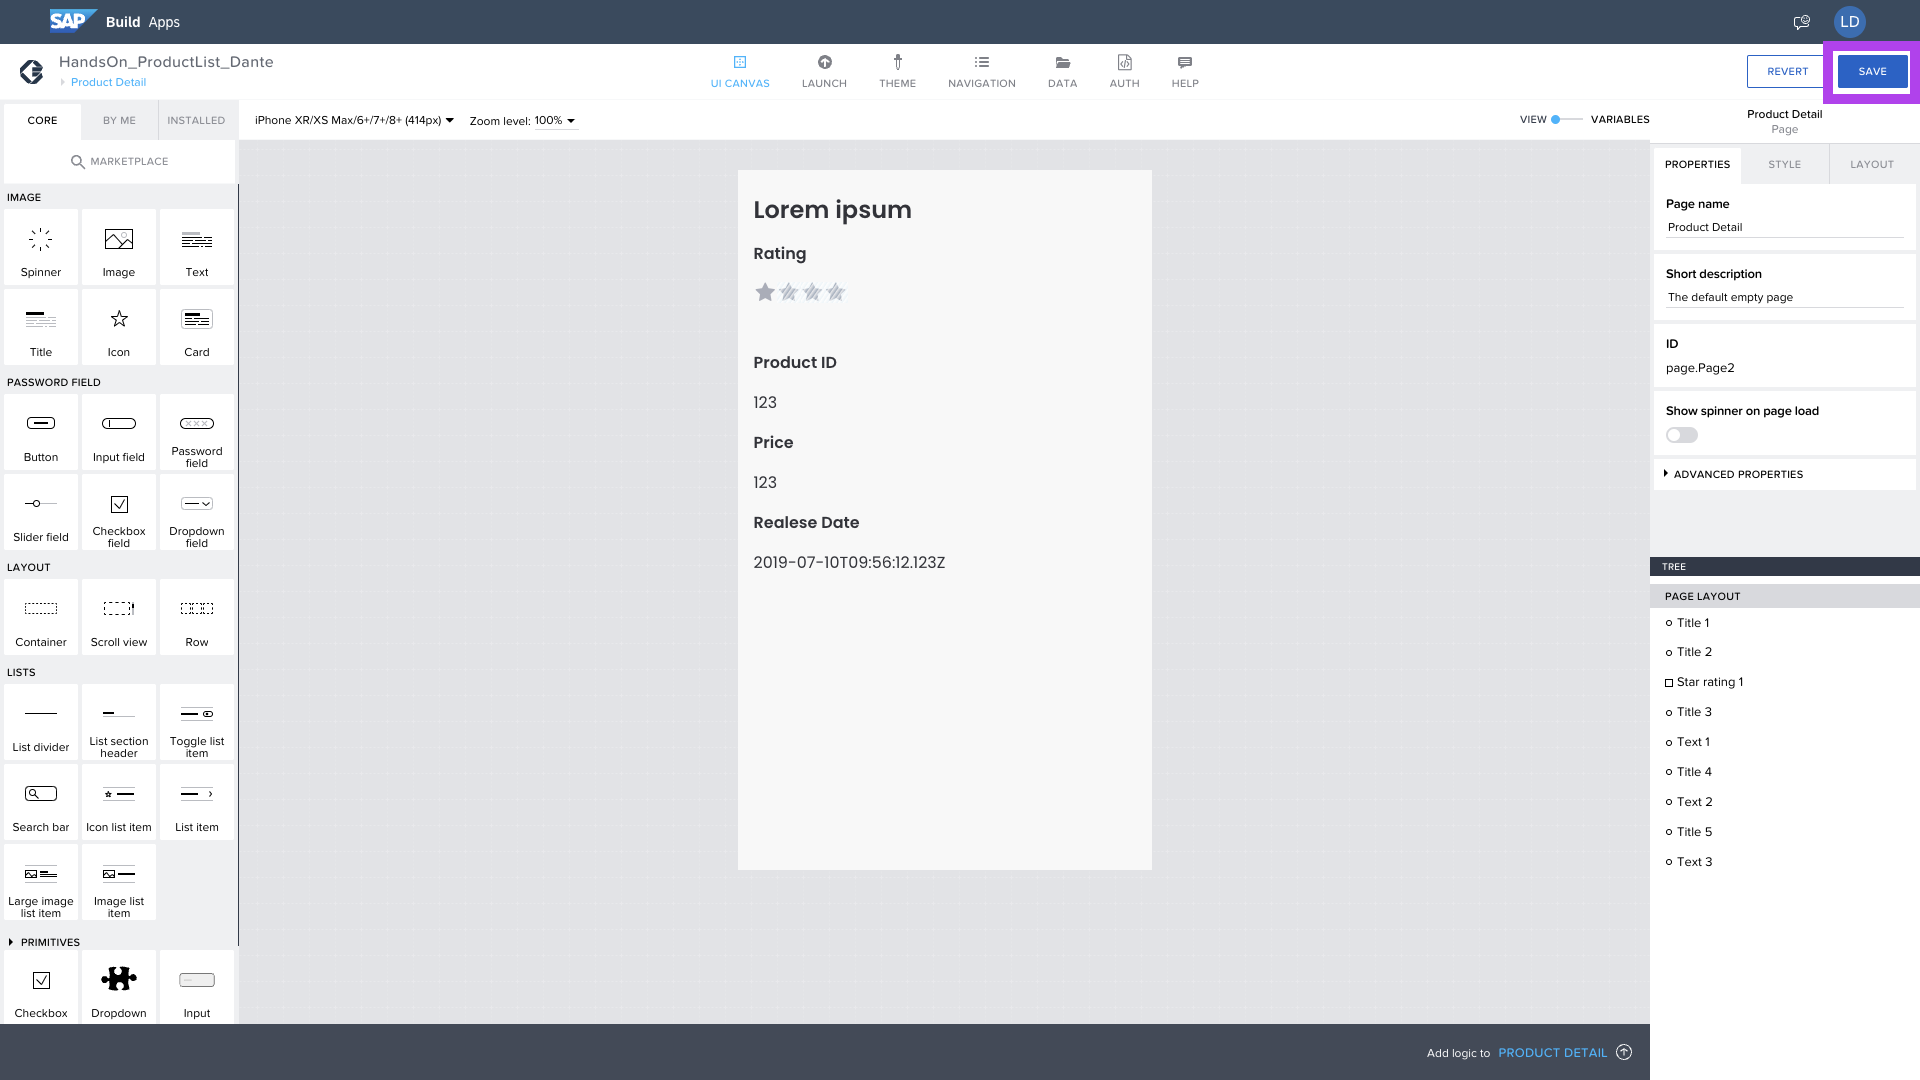 SAP Build Apps
LD
HandsOn_ProductList_Dante
Product Detail
UI CANVAS
LAUNCH
THEME
NAVIGATION
DATA
AUTH
HELP
REVERT
SAVE
CORE
BY ME
INSTALLED
MARKETPLACE
iPhone XR/XS Max/6+/7+/8+ (414px)
Zoom level: 100%
VIEW
VARIABLES
IMAGE
Spinner
Image
Text
Title
Icon
Card
PASSWORD FIELD
Button
Input field
Password
field
Slider field
Checkbox
field
Dropdown
field
LAYOUT
Container
Scroll view
Row
LISTS
List divider
List section
header
Toggle list
item
Search bar
Icon list item
List item
Large image
list item
Image list
item
PRIMITIVES
Checkbox
Dropdown
Input
Lorem ipsum
Rating
Product ID
123
Price
123
Realese Date
2019-07-10T09:56:12.123Z
Product Detail
Page
PROPERTIES
STYLE
LAYOUT
Page name
Product Detail
Short description
The default empty page
ID
page.Page2
Show spinner on page load
ADVANCED PROPERTIES
TREE
PAGE LAYOUT
Title 1
Title 2
Star rating 1
Title 3
Text 1
Title 4
Text 2
Title 5
Text 3
Add logic to PRODUCT DETAIL